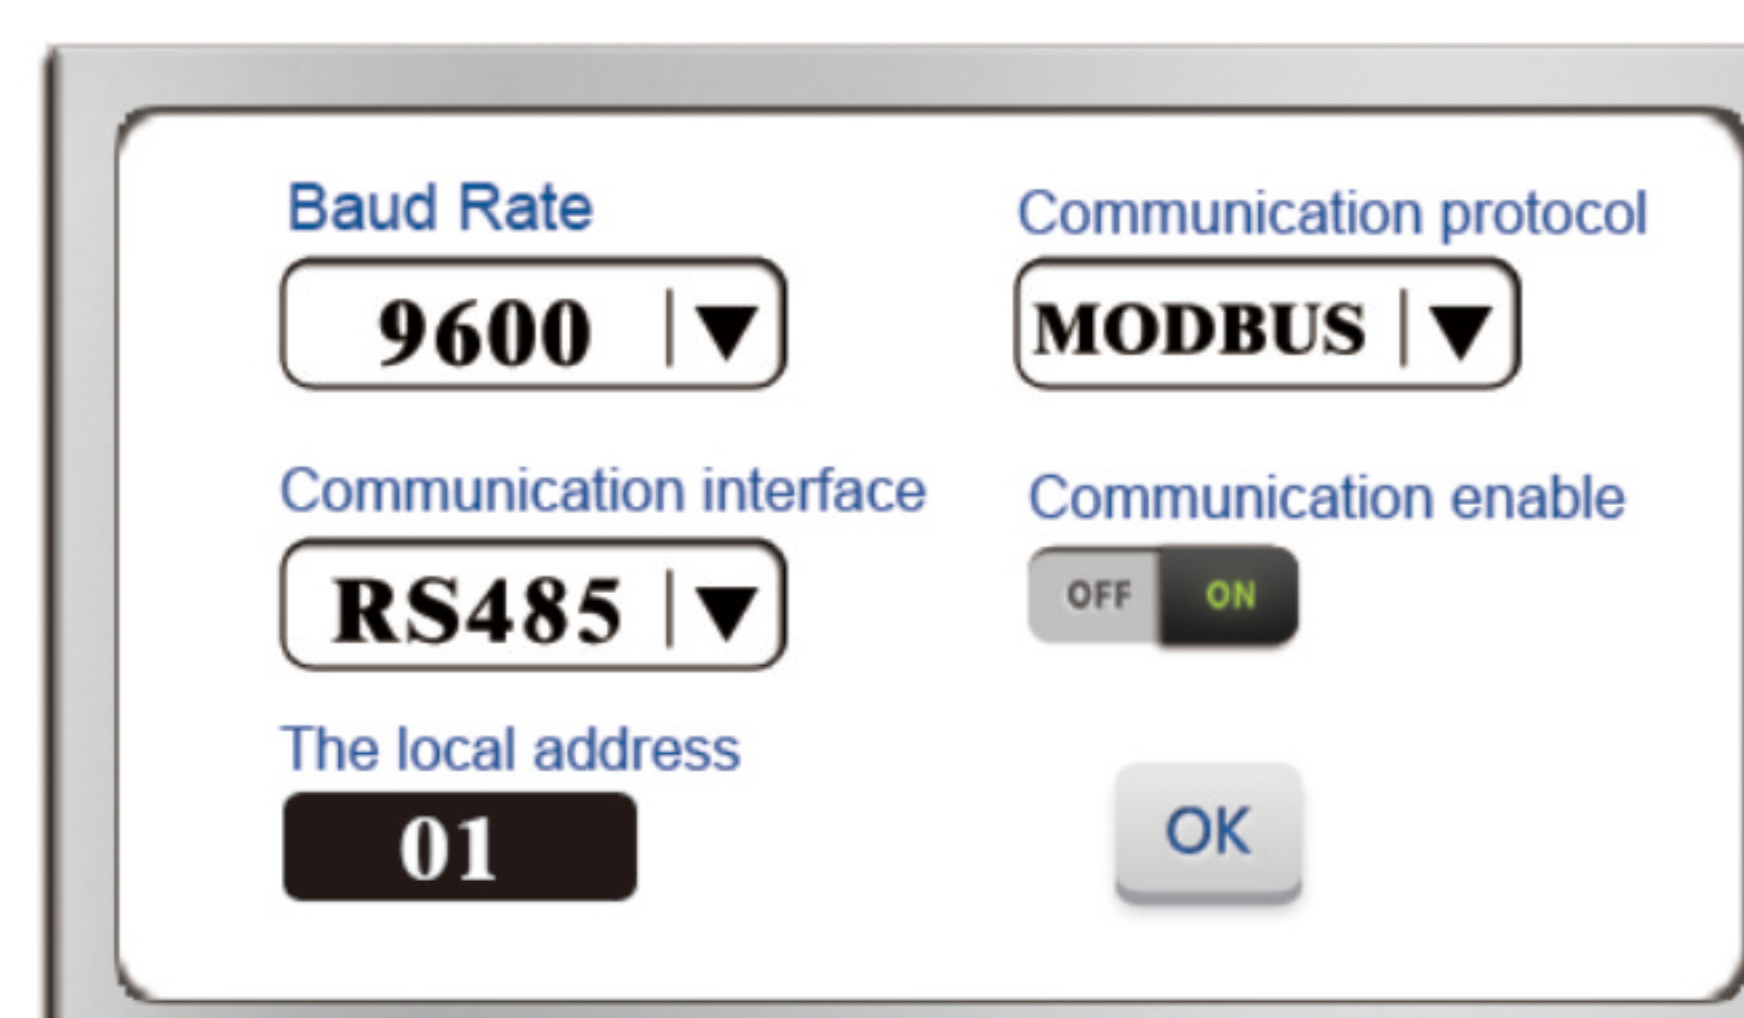 Baud Rate
Communication protocol
9600
MODBUS
Communication interface
Communication enable
RS485
OFF ON
The local address
01
OK